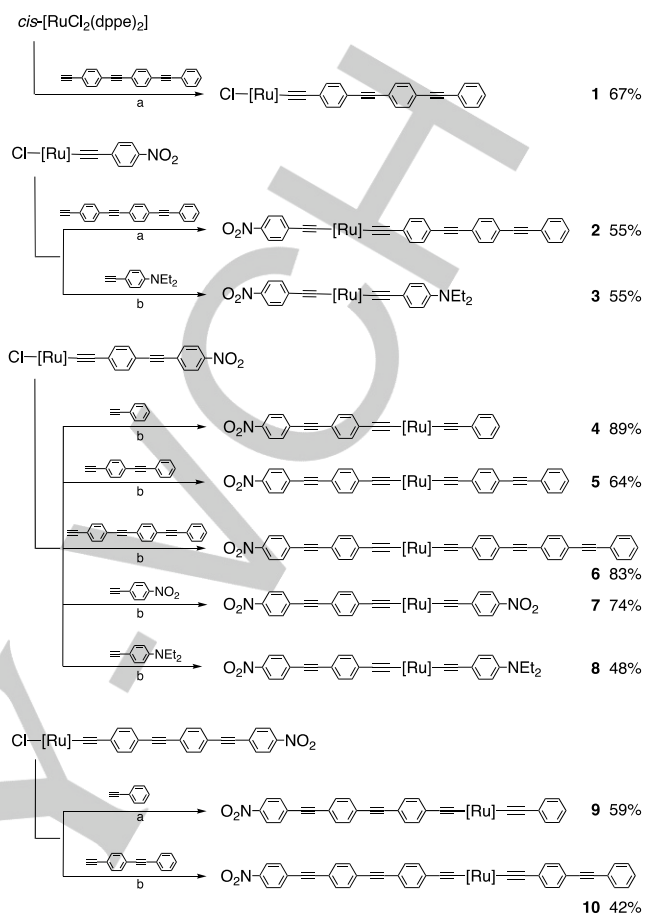 cis-[RuCl2(dppe)2]
a
Cl [Ru] 1 67%
Cl [Ru] NO2
a
O2N [Ru] 2 55%
NEt2
b
O2N [Ru] NEt2 3 55%
Cl [Ru] NO2
b
O2N [Ru] 4 89%
b
O2N [Ru] 5 64%
b
O2N [Ru]
6 83%
NO2
b
O2N [Ru] NO2 7 74%
NEt2
b
O2N [Ru] NEt2 8 48%
Cl [Ru] NO2
a
O2N [Ru] 9 59%
b
O2N [Ru]
10 42%
Y-VCH